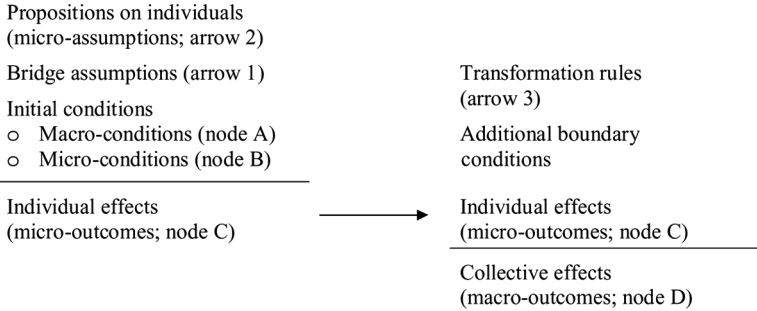 Propositions on individuals
(micro-assumptions; arrow 2)
Bridge assumptions (arrow 1)
Initial conditions
o Macro-conditions (node A)
o Micro-conditions (node B)
Individual effects
(micro-outcomes; node C)
Transformation rules
(arrow 3)
Additional boundary
conditions
Individual effects
(micro-outcomes; node C)
Collective effects
(macro-outcomes; node D)